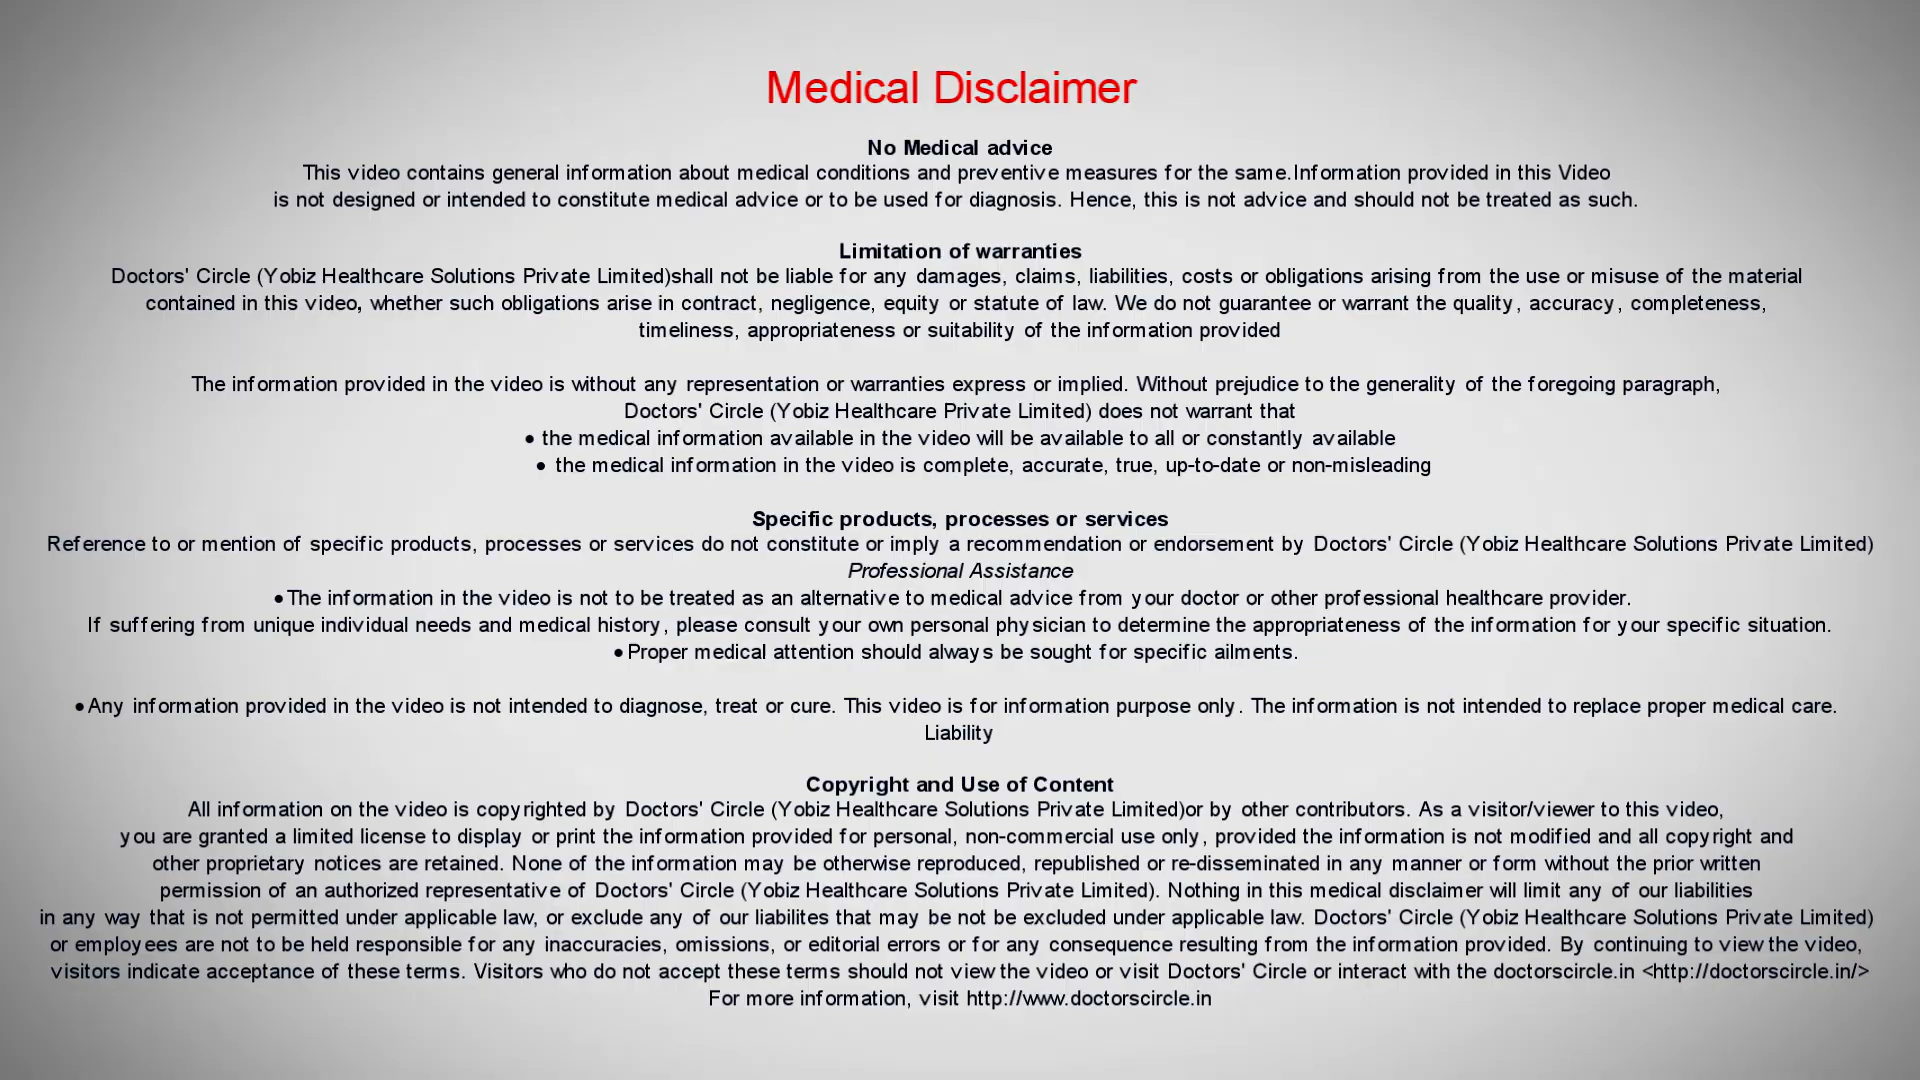 Medical Disclaimer
No Medical advice
This video contains general information about medical conditions and preventive measures for the same.Information provided in this Video
is not designed or intended to constitute medical advice or to be used for diagnosis. Hence, this is not advice and should not be treated as such.
Limitation of warranties
Doctors' Circle (Yobiz Healthcare Solutions Private Limited)shall not be liable for any damages, claims, liabilities, costs or obligations arising from the use or misuse of the material
contained in this video, whether such obligations arise in contract, negligence, equity or statute of law. We do not guarantee or warrant the quality, accuracy, completeness,
timeliness, appropriateness or suitability of the information provided
The information provided in the video is without any representation or warranties express or implied. Without prejudice to the generality of the foregoing paragraph,
Doctors' Circle (Yobiz Healthcare Private Limited) does not warrant that
• the medical information available in the video will be available to all or constantly available
• the medical information in the video is complete, accurate, true, up-to-date or non-misleading
Specific products, processes or services
Reference to or mention of specific products, processes or services do not constitute or imply a recommendation or endorsement by Doctors' Circle (Yobiz Healthcare Solutions Private Limited)
Professional Assistance
•The information in the video is not to be treated as an alternative to medical advice from your doctor or other professional healthcare provider.
If suffering from unique individual needs and medical history, please consult your own personal physician to determine the appropriateness of the information for your specific situation.
•Proper medical attention should always be sought for specific ailments.
•Any information provided in the video is not intended to diagnose, treat or cure. This video is for information purpose only. The information is not intended to replace proper medical care.
Liability
Copyright and Use of Content
All information on the video is copyrighted by Doctors' Circle (Yobiz Healthcare Solutions Private Limited)or by other contributors. As a visitor/viewer to this video,
you are granted a limited license to display or print the information provided for personal, non-commercial use only, provided the information is not modified and all copyright and
other proprietary notices are retained. None of the information may be otherwise reproduced, republished or re-disseminated in any manner or form without the prior written
permission of an authorized representative of Doctors' Circle (Yobiz Healthcare Solutions Private Limited). Nothing in this medical disclaimer will limit any of our liabilities
in any way that is not permitted under applicable law, or exclude any of our liabilites that may be not be excluded under applicable law. Doctors' Circle (Yobiz Healthcare Solutions Private Limited)
or employees are not to be held responsible for any inaccuracies, omissions, or editorial errors or for any consequence resulting from the information provided. By continuing to view the video,
visitors indicate acceptance of these terms. Visitors who do not accept these terms should not view the video or visit Doctors' Circle or interact with the doctorscircle.in <http://doctorscircle.in/>
For more information, visit http://www.doctorscircle.in